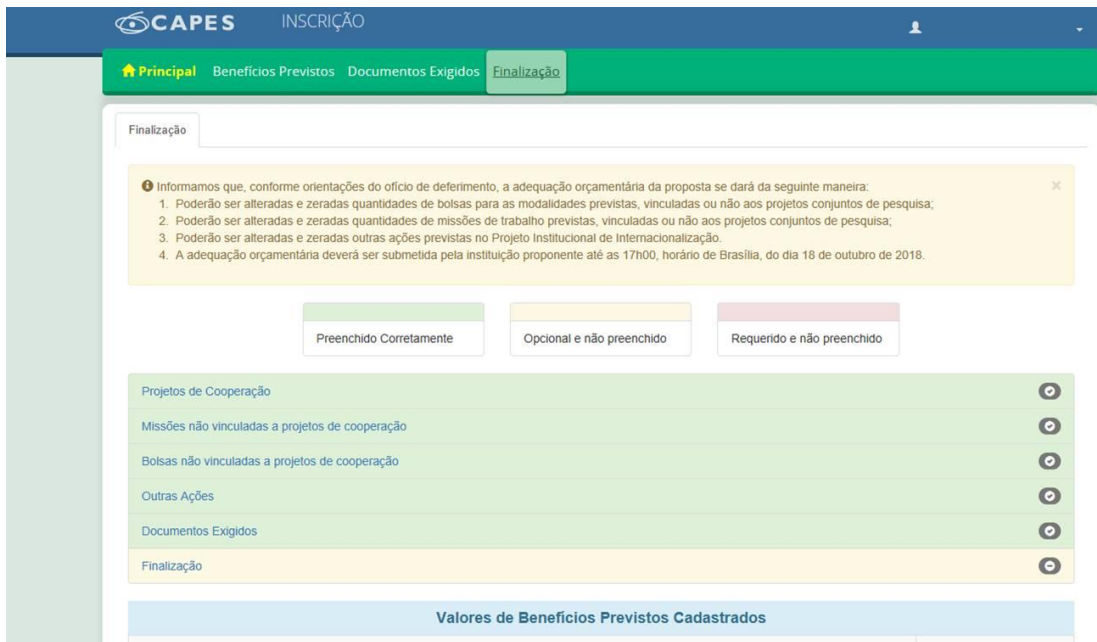 CAPES INSCRIÇÃO
Principal Benefícios Previstos Documentos Exigidos Finalização
Finalização
Informamos que, conforme orientações do ofício de deferimento, a adequação orçamentária da proposta se dará da seguinte maneira:
1. Poderão ser alteradas e zeradas quantidades de bolsas para as modalidades previstas, vinculadas ou não aos projetos conjuntos de pesquisa;
2. Poderão ser alteradas e zeradas quantidades de missões de trabalho previstas, vinculadas ou não aos projetos conjuntos de pesquisa;
3. Poderão ser alteradas e zeradas outras ações previstas no Projeto Institucional de Internacionalização.
4. A adequação orçamentária deverá ser submetida pela instituição proponente até as 17h00, horário de Brasília, do dia 18 de outubro de 2018.
Preenchido Corretamente Opcional e não preenchido Requerido e não preenchido
Projetos de Cooperação
Missões não vinculadas a projetos de cooperação
Bolsas não vinculadas a projetos de cooperação
Outras Ações
Documentos Exigidos
Finalização
Valores de Benefícios Previstos Cadastrados